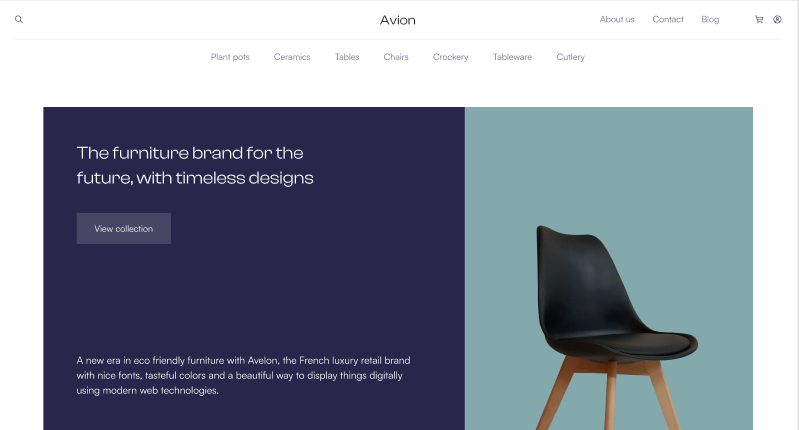 Avion
About us Contact Blog
Plant pots Ceramics Tables Chairs Crockery Tableware Cutlery
The furniture brand for the
future, with timeless designs
View collection
A new era in eco friendly furniture with Avelon, the French luxury retail brand
with nice fonts, tasteful colors and a beautiful way to display things digitally
using modern web technologies.